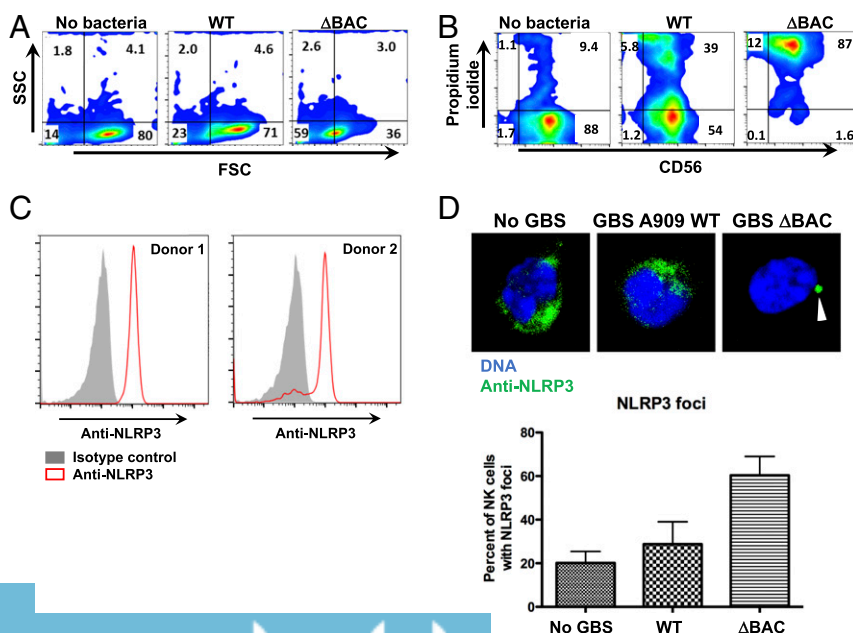 A
No bacteria WT ΔBAC
SSC
1.8 4.1 2.0 4.6 2.6 3.0
14 80 23 71 59 36
FSC
B
No bacteria WT ΔBAC
Propidium
iodide
1.1 9.4 5.8 39 12 87
1.7 88 1.2 54 0.1 1.6
CD56
C
Donor 1 Donor 2
Anti-NLRP3 Anti-NLRP3
Isotype control
Anti-NLRP3
D
No GBS GBS A909 WT GBS ΔBAC
DNA
Anti-NLRP3
NLRP3 foci
Percent of NK cells
with NLRP3 foci
80
60
40
20
0
No GBS WT ΔBAC